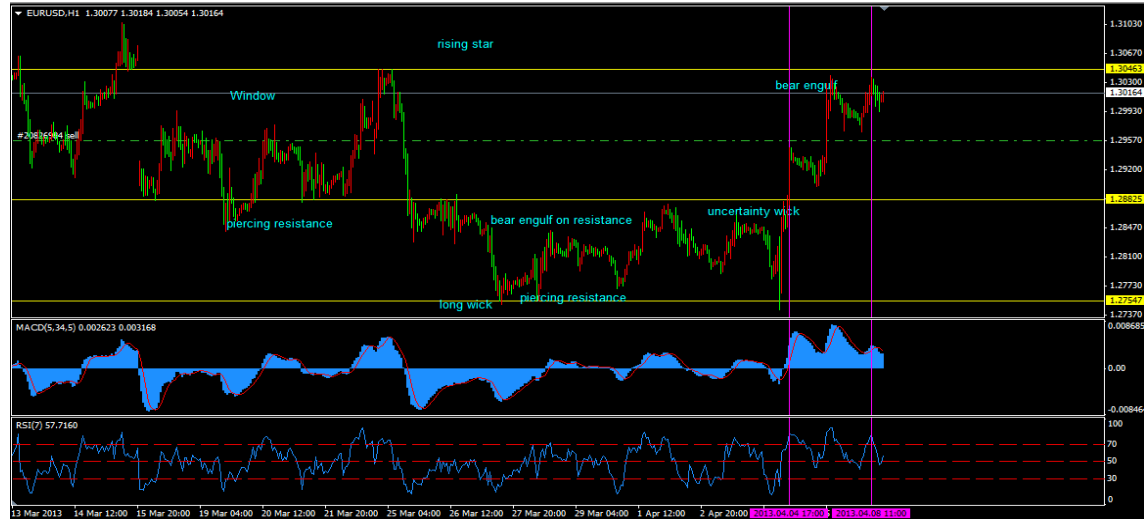 EURUSD,H1 1.30077 1.30184 1.30054 1.30164
1.31030
rising star
1.30670
1.30463
1.30300
bear engulf
1.30164
Window
1.29930
#20826984 sell
1.29570
1.29200
1.28825
uncertainty wick
bear engulf on resistance
piercing resistance
1.28470
1.28100
1.27730
piercing resistance
long wick
1.27547
1.27370
MACD(5,34,5) 0.002623 0.003168
0.008685
0.00
-0.008464
RSI(7) 57.7160
100
70
50
30
0
13 Mar 2013 14 Mar 12:00 15 Mar 20:00 19 Mar 04:00 20 Mar 12:00 21 Mar 20:00 25 Mar 04:00 26 Mar 12:00 27 Mar 20:00 29 Mar 04:00 1 Apr 12:00 2 Apr 20:00 2013.04.04 17:00 2013.04.08 11:00